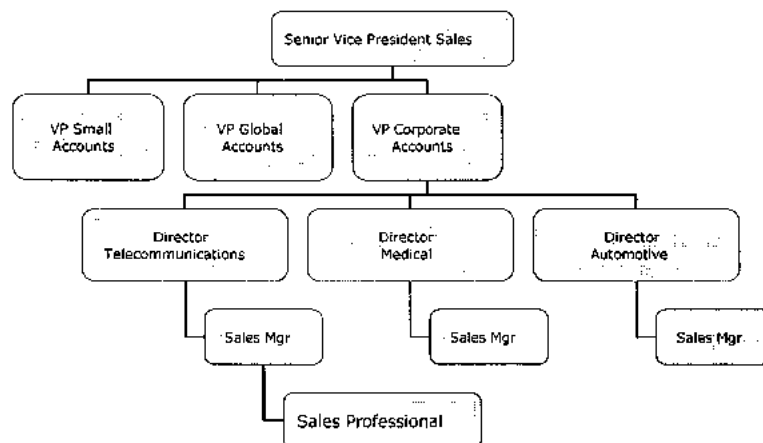 Senior Vice President Sales
VP Small
Accounts
VP Global
Accounts
VP Corporate
Accounts
Director
Telecommunications
Director
Medical
Director
Automotive
Sales Mgr
Sales Mgr
Sales Mgr
Sales Professional